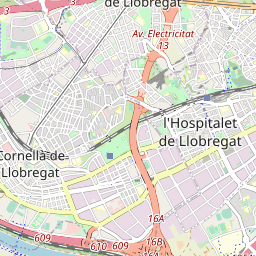 de Llobregat
Av. Electricitat
13
l'Hospitalet
de Llobregat
Cornellà de
Llobregat
16A
609
610 609
16B